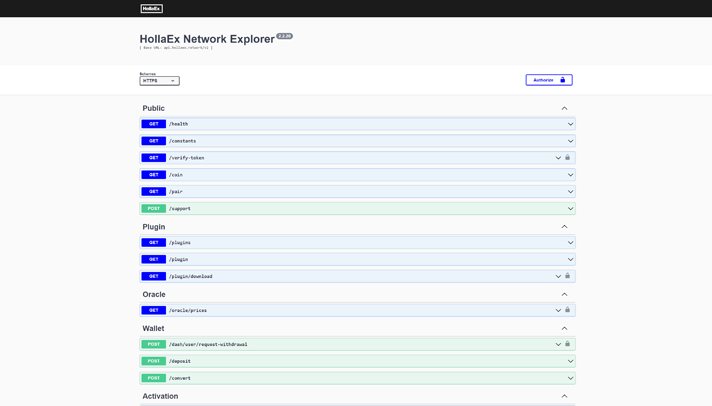 HollaEx
HollaEx Network Explorer 2.2.28
[ Base URL: api.hollaex.network/v2 ]
Schemes
HTTPS
Authorize
Public
GET /health
GET /constants
GET /verify-token
GET /coin
GET /pair
POST /support
Plugin
GET /plugins
GET /plugin
GET /plugin/download
Oracle
GET /oracle/prices
Wallet
POST /dash/user/request-withdrawal
POST /deposit
POST /convert
Activation